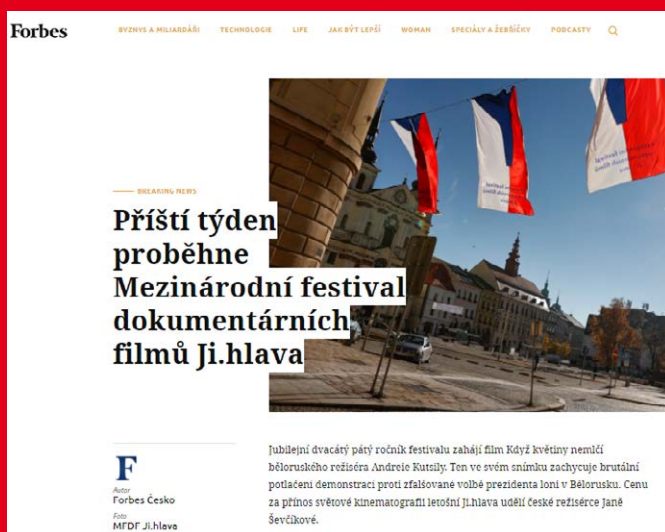 Forbes
BYZNYS A MILIARDÁŘI TECHNOLOGIE LIFE JAK BÝT LEPŠÍ WOMAN SPECIÁLY A ŽEBŘÍČKY PODCASTY
BREAKING NEWS
Příští týden
proběhne
Mezinárodní festival
dokumentárních
filmů Ji.hlava
F
Autor
Forbes Česko
Foto
MFDF Ji.hlava
Jubilejní dvacátý pátý ročník festivalu zahájí film Když květiny nemlčí
běloruského režiséra Andreie Kutsily. Ten ve svém snímku zachycuje brutální
potlačení demonstrací proti zfalšované volbě prezidenta loni v Bělorusku. Cenu
za přínos světové kinematografii letošní Ji.hlava udělí české režisérce Janě
Ševčíkové.